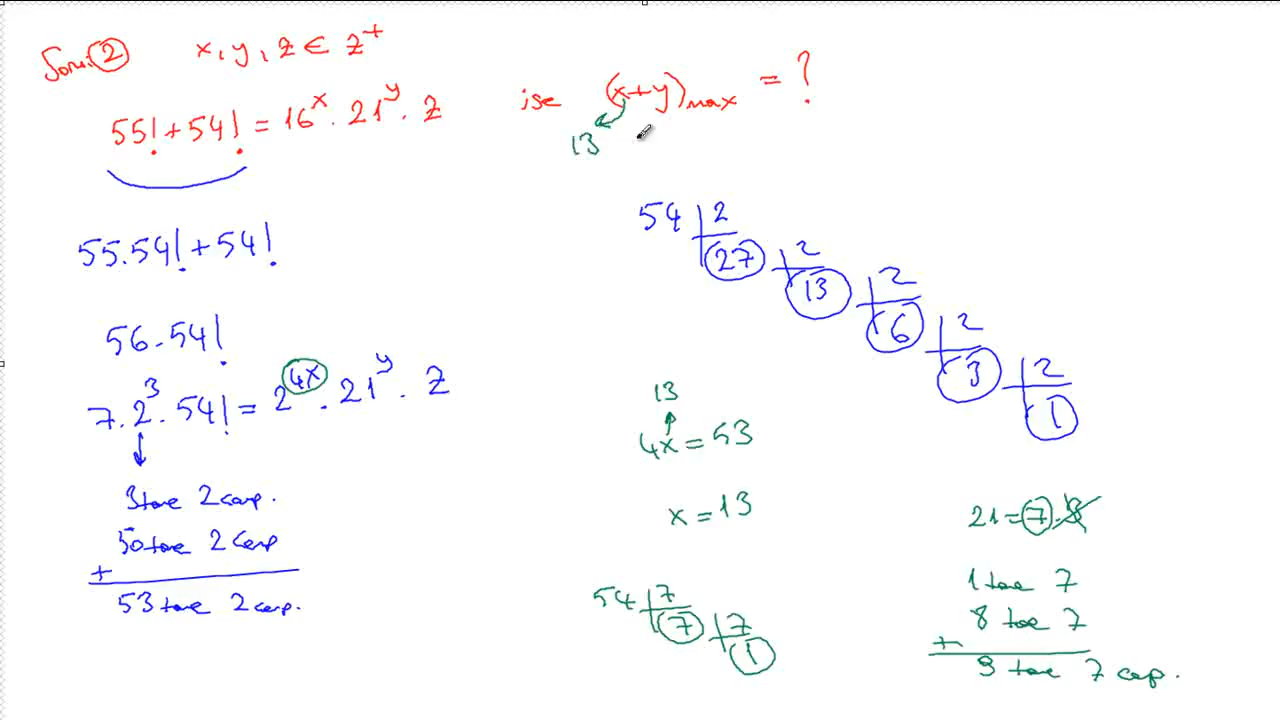 Soru: 2 x, y, z ∈ z⁺
55! + 54! = 16ˣ . 21ʸ . z ise (x+y)max = ?
13
55.54! + 54!
56.54!
7.2³.54! = 2⁴ˣ . 21ʸ . z
3 tane 2 çarp.
50 tane 2 çarp
+
53 tane 2 çarp.
54 2
27 2
13 2
6 2
3 2
1
13
4x = 53
x = 13
54 7
7 7
1
21 = 7.3
1 tane 7
8 tane 7
+
9 tane 7 çarp.